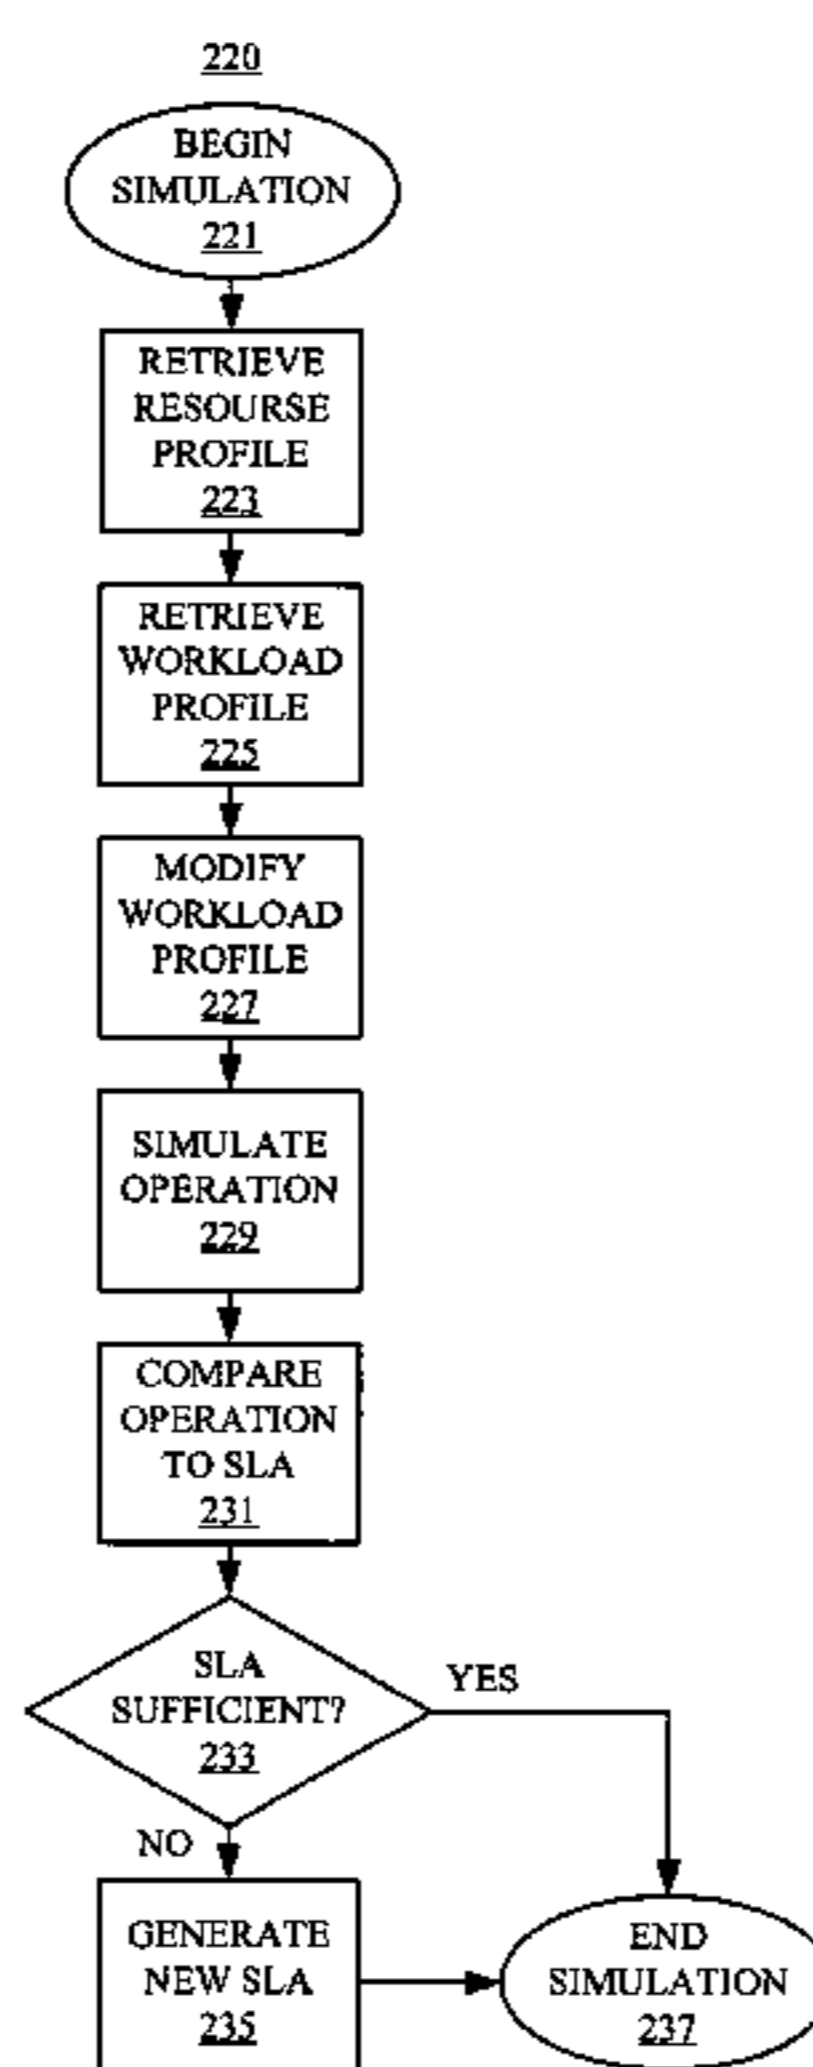 220
BEGIN
SIMULATION
221
RETRIEVE
RESOURSE
PROFILE
223
RETRIEVE
WORKLOAD
PROFILE
225
MODIFY
WORKLOAD
PROFILE
227
SIMULATE
OPERATION
229
COMPARE
OPERATION
TO SLA
231
SLA
SUFFICIENT?
233
YES
NO
GENERATE
NEW SLA
235
END
SIMULATION
237